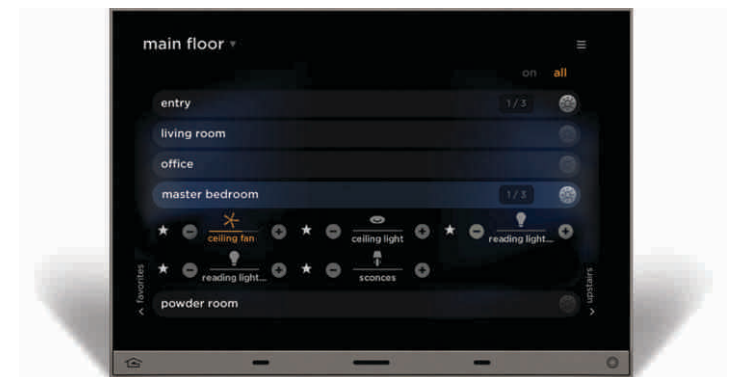 main floor
on all
entry 1/3
living room
office
master bedroom 1/3
ceiling fan ceiling light reading light...
reading light... sconces
favorites
upstairs
powder room